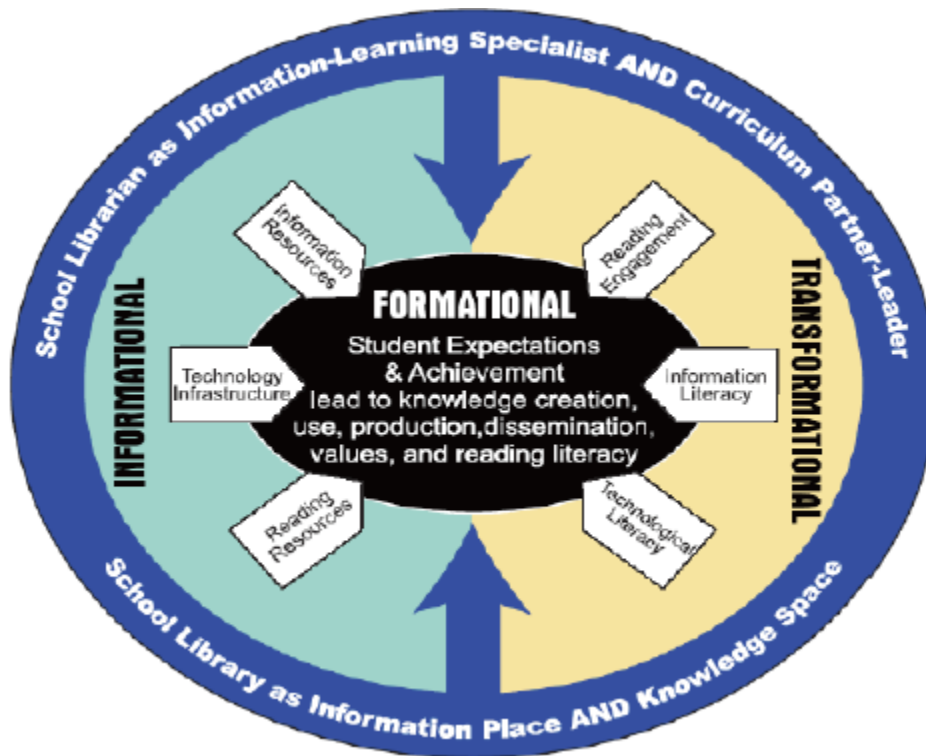 School Librarian as Information-Learning Specialist AND Curriculum Partner-Leader
INFORMATIONAL
Information
Resources
Technology
Infrastructure
Reading
Resources
FORMATIONAL
Student Expectations
& Achievement
lead to knowledge creation,
use, production,dissemination,
values, and reading literacy
Reading
Engagement
Information
Literacy
Technological
Literacy
TRANSFORMATIONAL
School Library as Information Place AND Knowledge Space